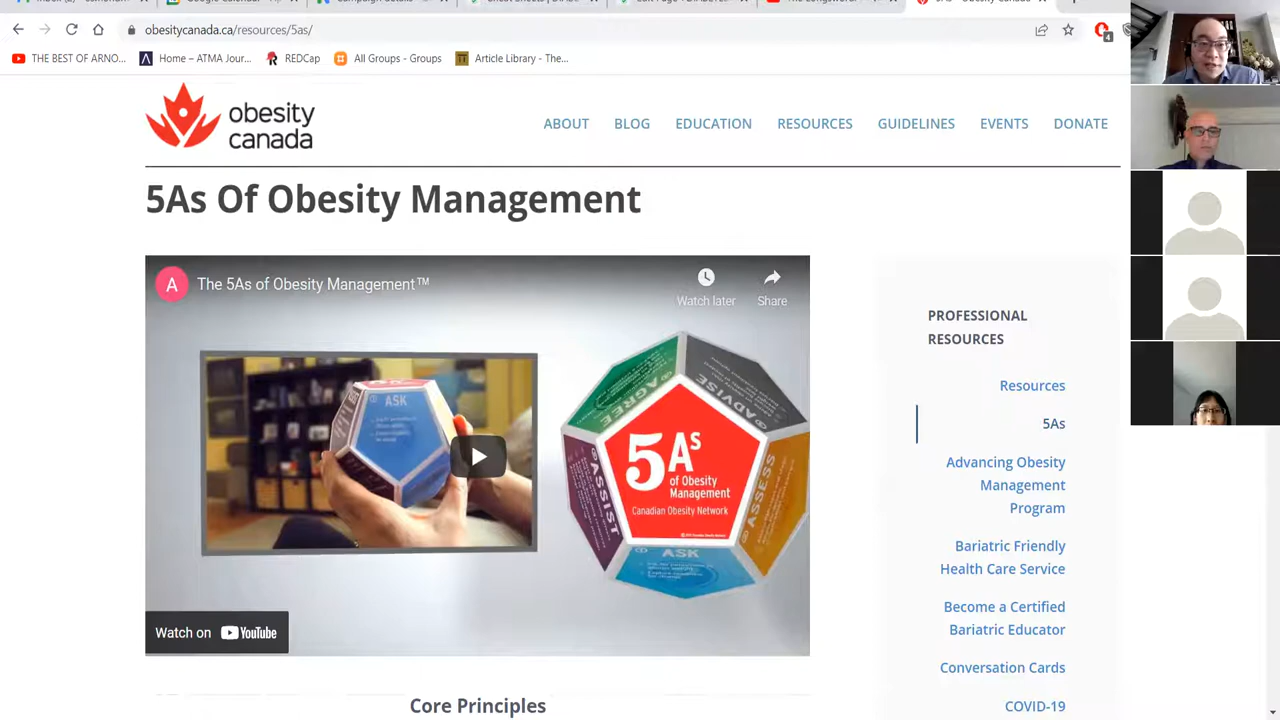 obesitycanada.ca/resources/5as/
THE BEST OF ARNO...
Home – ATMA Jour...
REDCap
All Groups - Groups
Article Library - The...
obesity
canada
ABOUT
BLOG
EDUCATION
RESOURCES
GUIDELINES
EVENTS
DONATE
5As Of Obesity Management
A
The 5As of Obesity Management™
Watch later
Share
ASK
AGREE
ADVISE
ASSIST
ASSESS
5As
of Obesity
Management
Canadian Obesity Network
ASK
Watch on YouTube
Core Principles
PROFESSIONAL
RESOURCES
Resources
5As
Advancing Obesity
Management
Program
Bariatric Friendly
Health Care Service
Become a Certified
Bariatric Educator
Conversation Cards
COVID-19